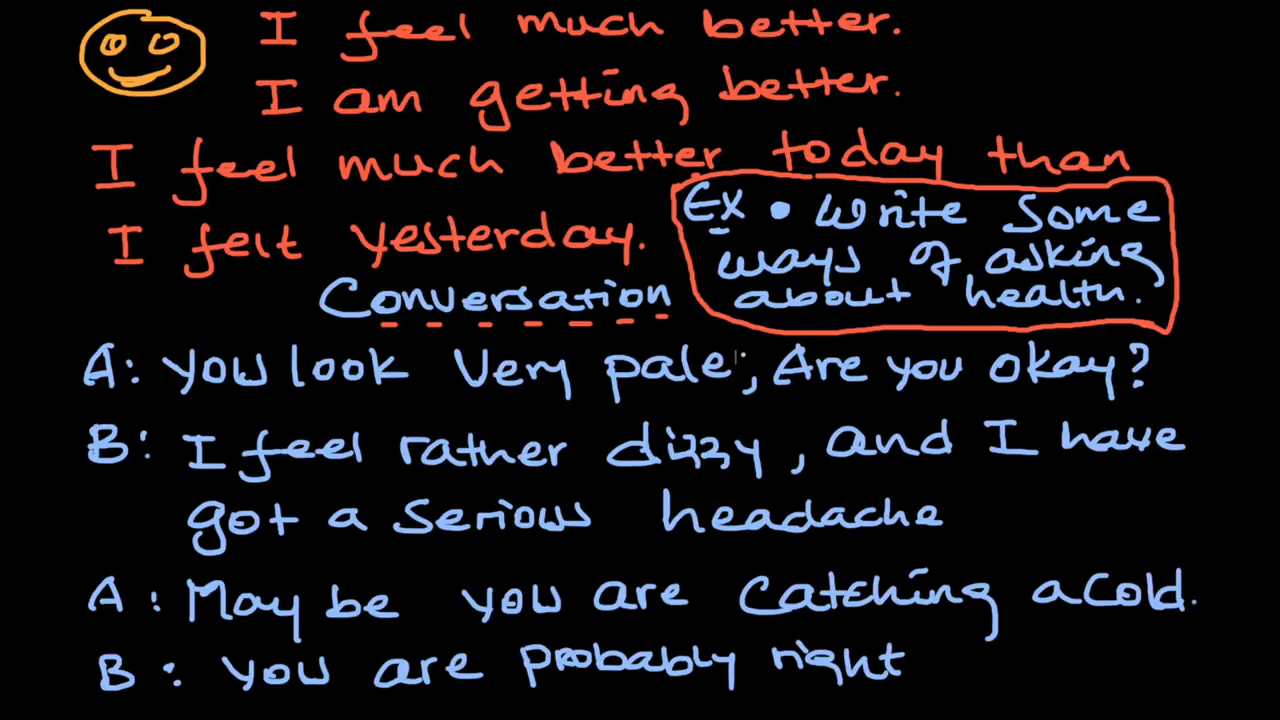 I feel much better.
I am getting better.
I feel much better today than
I felt yesterday.
Ex • Write Some
ways of asking
about health.
Conversation
A: you look very pale; Are you okay?
B: I feel rather dizzy, and I have
got a serious headache
A: May be you are catching a cold.
B: you are probably right